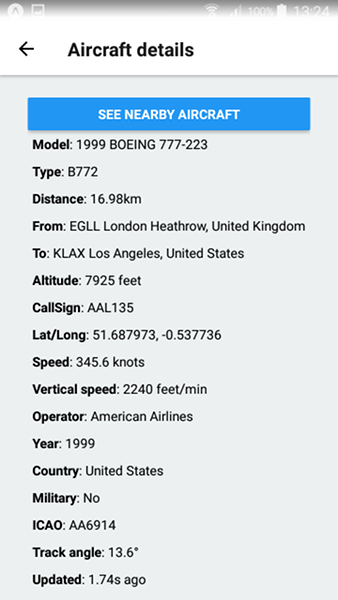 100% 13:24
Aircraft details
SEE NEARBY AIRCRAFT
Model: 1999 BOEING 777-223
Type: B772
Distance: 16.98km
From: EGLL London Heathrow, United Kingdom
To: KLAX Los Angeles, United States
Altitude: 7925 feet
CallSign: AAL135
Lat/Long: 51.687973, -0.537736
Speed: 345.6 knots
Vertical speed: 2240 feet/min
Operator: American Airlines
Year: 1999
Country: United States
Military: No
ICAO: AA6914
Track angle: 13.6°
Updated: 1.74s ago